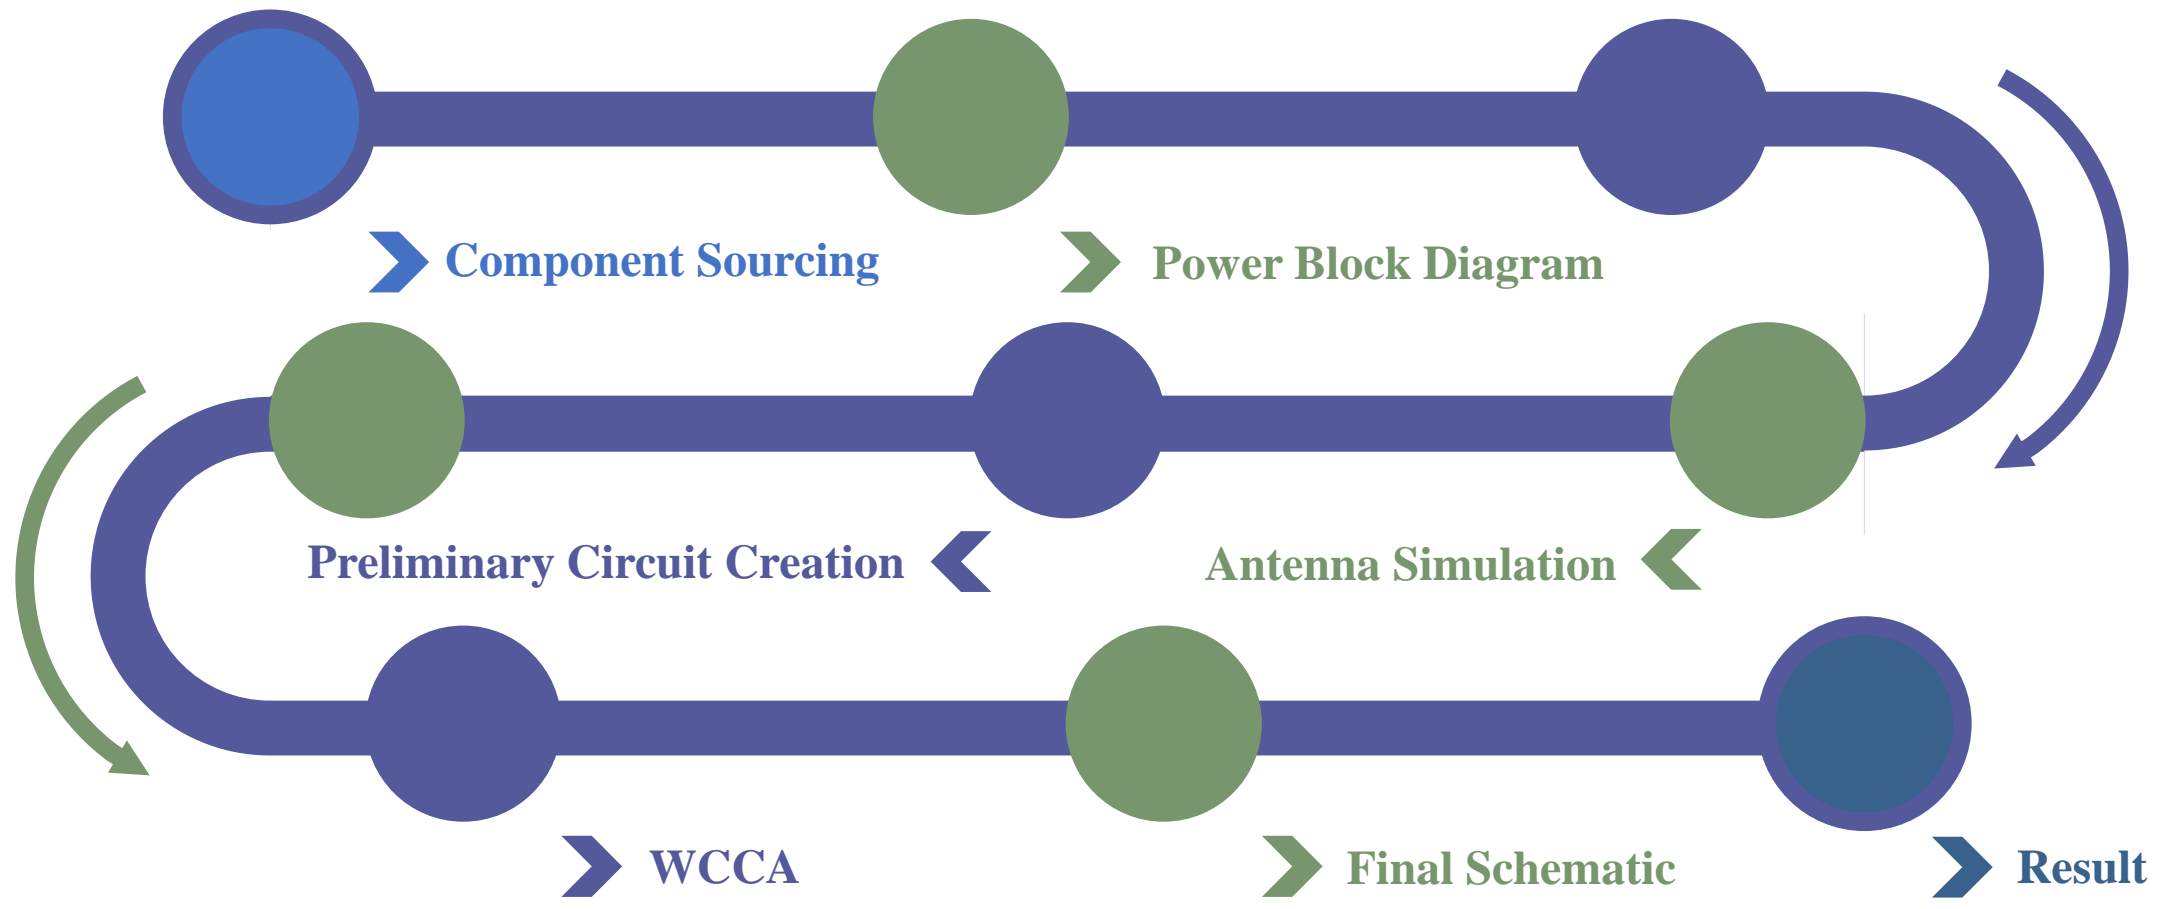 Component Sourcing
Power Block Diagram
Antenna Simulation
Preliminary Circuit Creation
WCCA
Final Schematic
Result